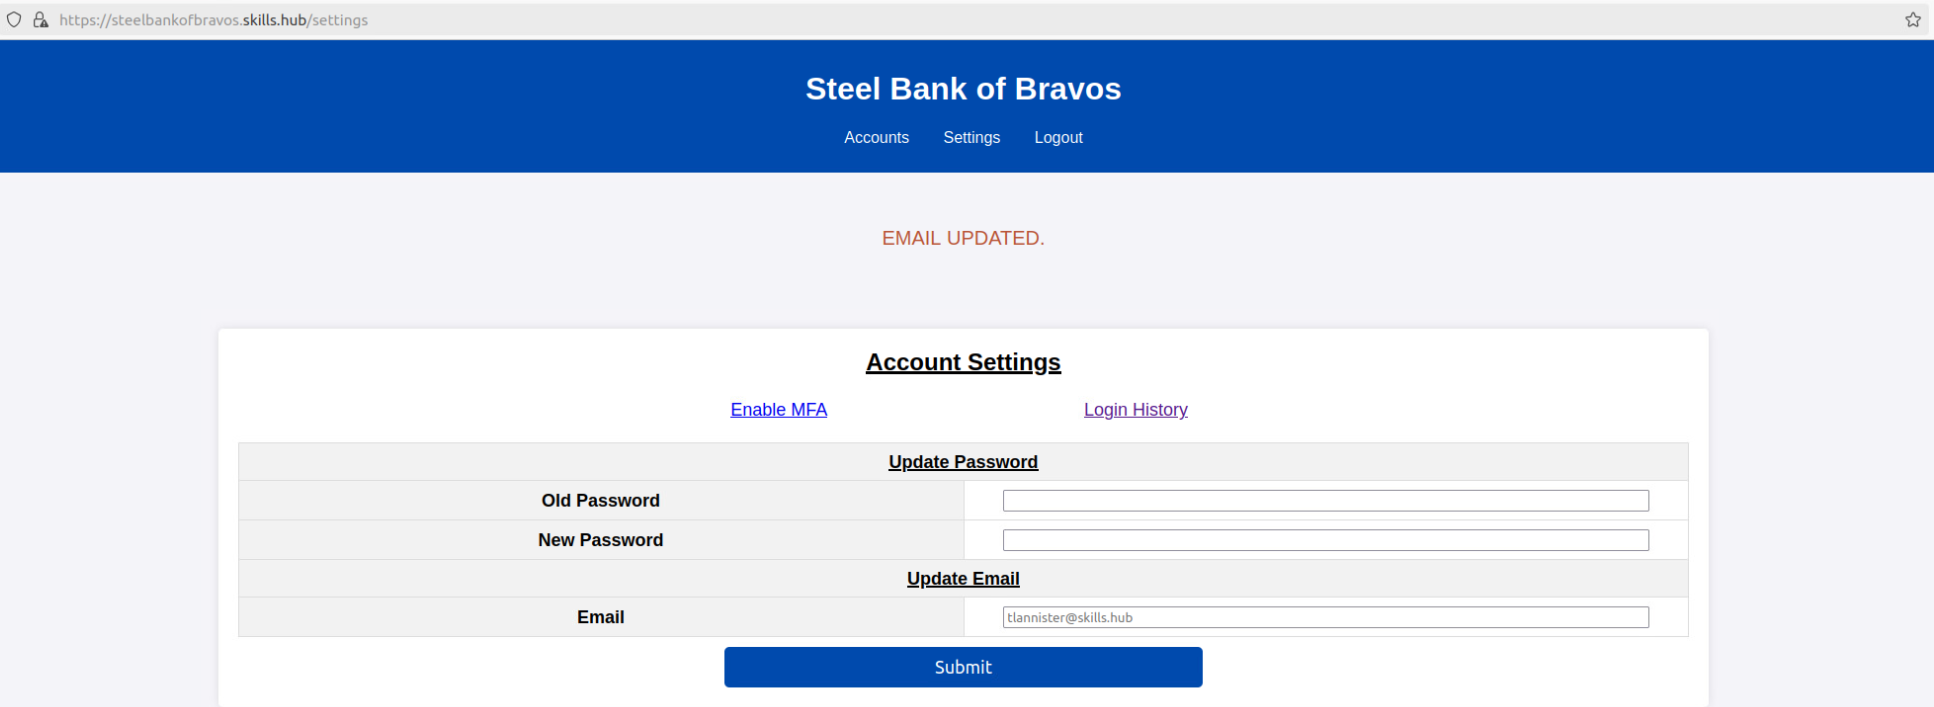 https://steelbankofbravos.skills.hub/settings
Steel Bank of Bravos
Accounts Settings Logout
EMAIL UPDATED.
Account Settings
Enable MFA Login History
Update Password
Old Password
New Password
Update Email
Email tlannister@skills.hub
Submit